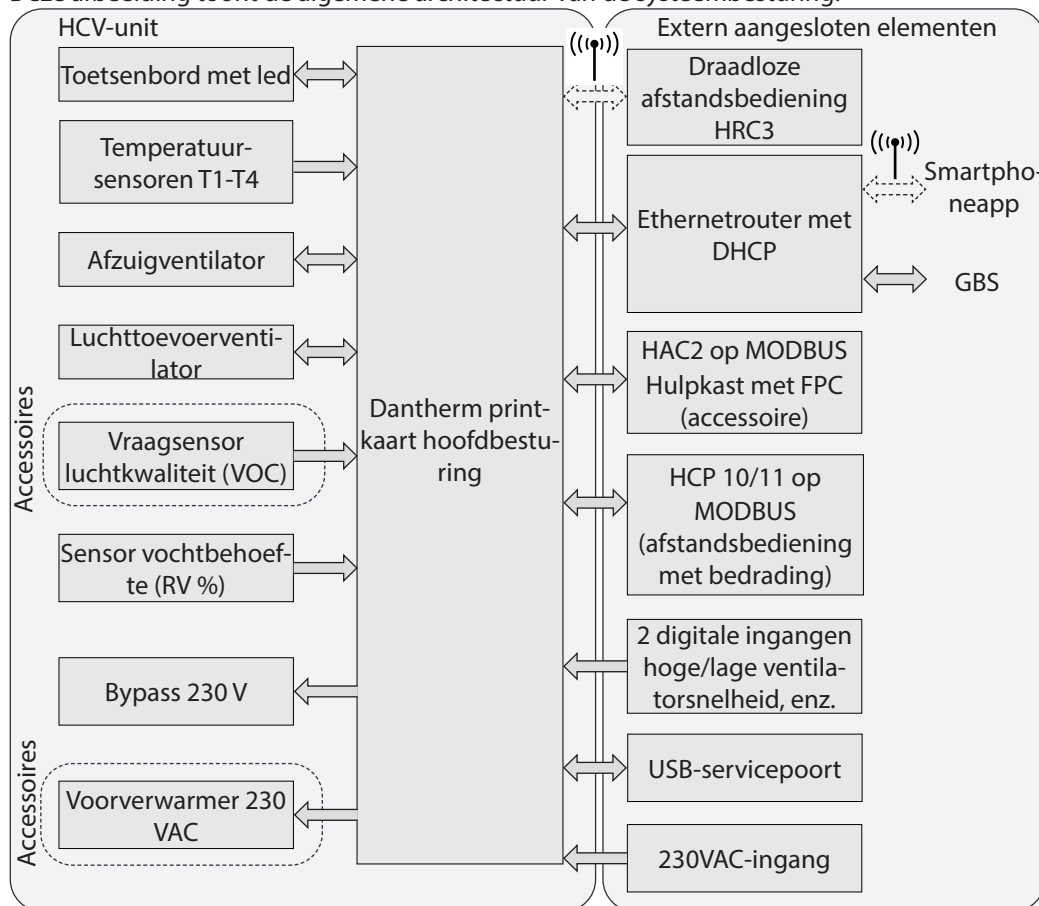 Deze afbeelding toont de algemene architectuur van de systeembesturing.
HCV-unit
Toetsenbord met led
Temperatuur-
sensoren T1-T4
Afzuigventilator
Luchttoevoerventi-
lator
Accessoires
Vraagsensor
luchtkwaliteit (VOC)
Sensor vochtbehoef-
te (RV %)
Bypass 230 V
Accessoires
Voorverwarmer 230
VAC
Dantherm print-
kaart hoofdbestu-
ring
Extern aangesloten elementen
Draadloze
afstandsbediening
HRC3
Ethernetrouter met
DHCP
Smartpho-
neapp
GBS
HAC2 op MODBUS
Hulpkast met FPC
(accessoire)
HCP 10/11 op
MODBUS
(afstandsbediening
met bedrading)
2 digitale ingangen
hoge/lage ventila-
torsnelheid, enz.
USB-servicepoort
230VAC-ingang